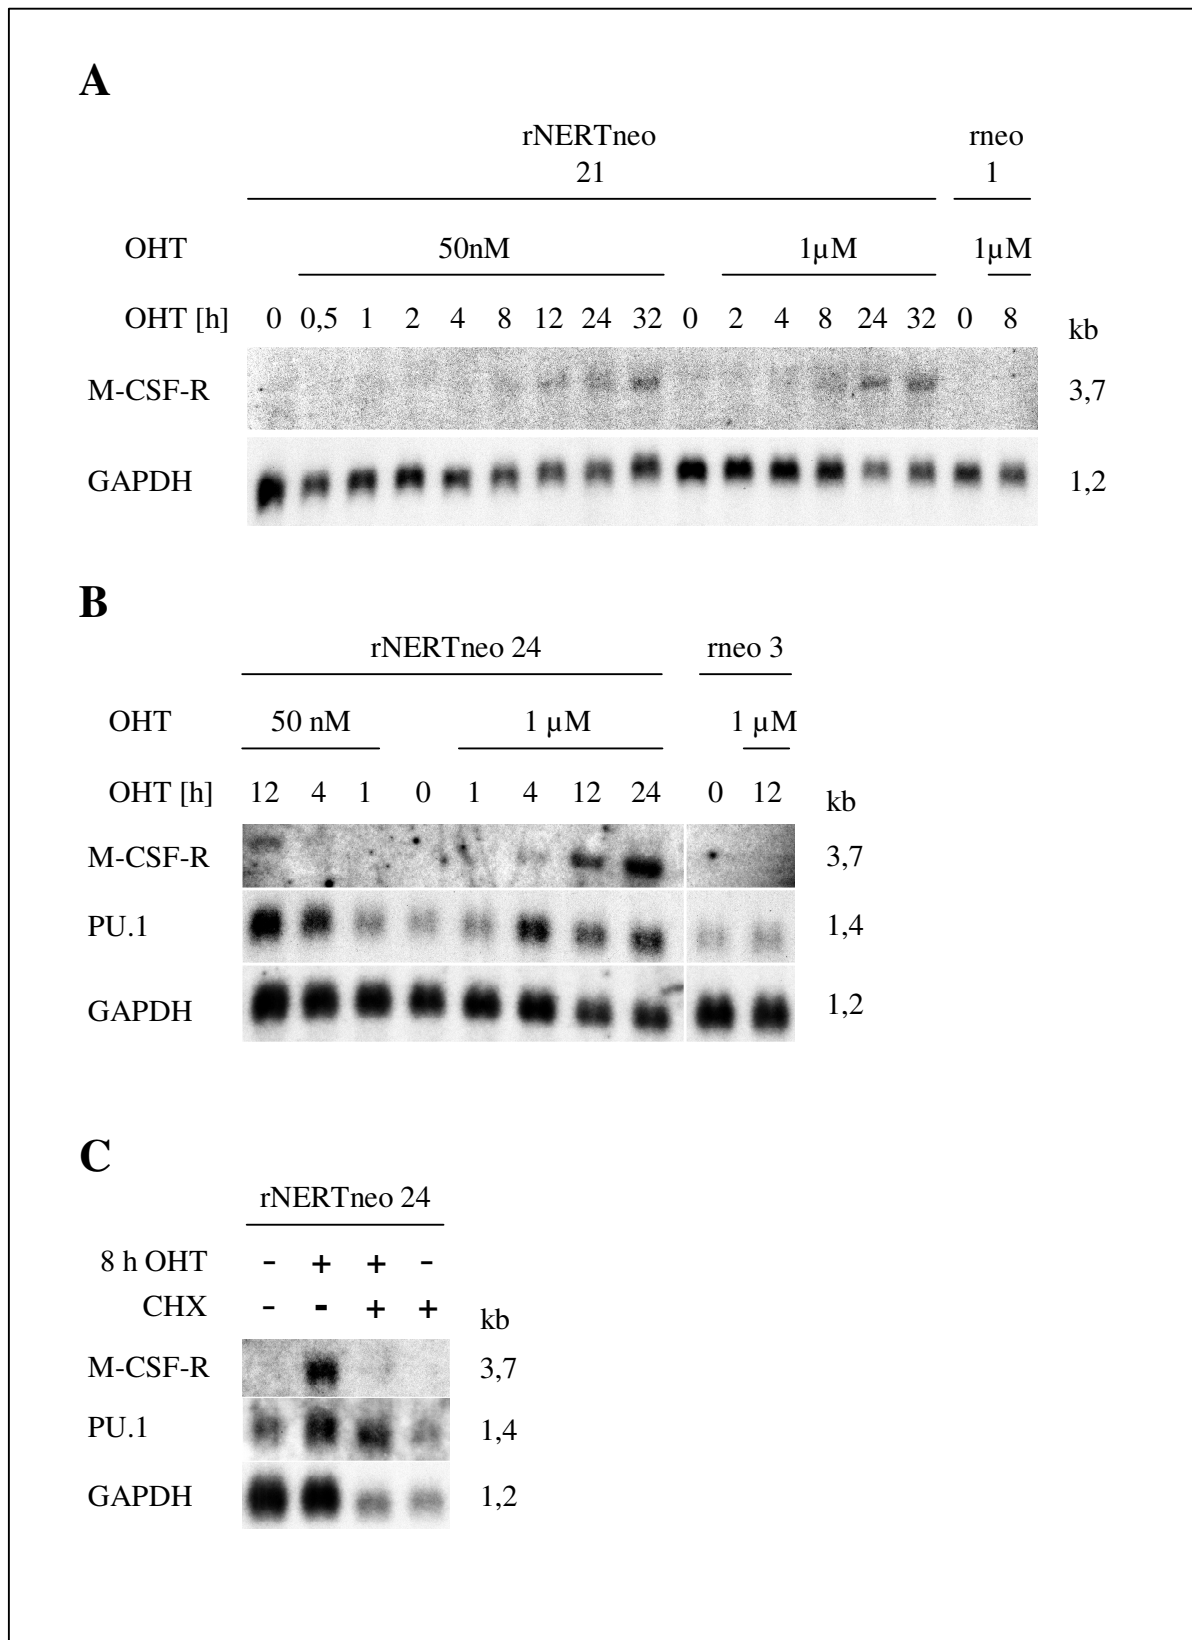 A
rNERTneo rneo
21 1
OHT 50nM 1µM 1µM
OHT [h] 0 0,5 1 2 4 8 12 24 32 0 2 4 8 24 32 0 8 kb
M-CSF-R 3,7
GAPDH 1,2
B
rNERTneo 24 rneo 3
OHT 50 nM 1 µM 1 µM
OHT [h] 12 4 1 0 1 4 12 24 0 12 kb
M-CSF-R 3,7
PU.1 1,4
GAPDH 1,2
C
rNERTneo 24
8 h OHT - + + -
CHX - - + + kb
M-CSF-R 3,7
PU.1 1,4
GAPDH 1,2